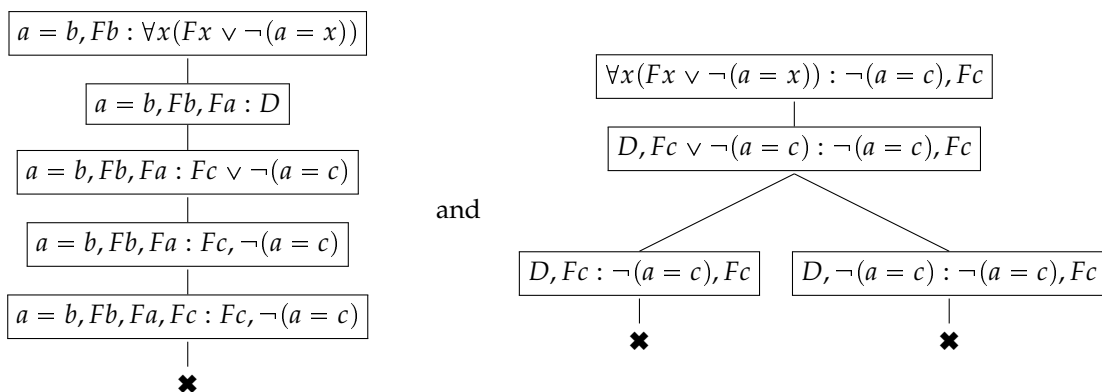 a = b, Fb : ∀x(Fx ∨ ¬(a = x))
a = b, Fb, Fa : D
a = b, Fb, Fa : Fc ∨ ¬(a = c)
a = b, Fb, Fa : Fc, ¬(a = c)
a = b, Fb, Fa, Fc : Fc, ¬(a = c)
✖
and
∀x(Fx ∨ ¬(a = x)) : ¬(a = c), Fc
D, Fc ∨ ¬(a = c) : ¬(a = c), Fc
D, Fc : ¬(a = c), Fc
D, ¬(a = c) : ¬(a = c), Fc
✖
✖